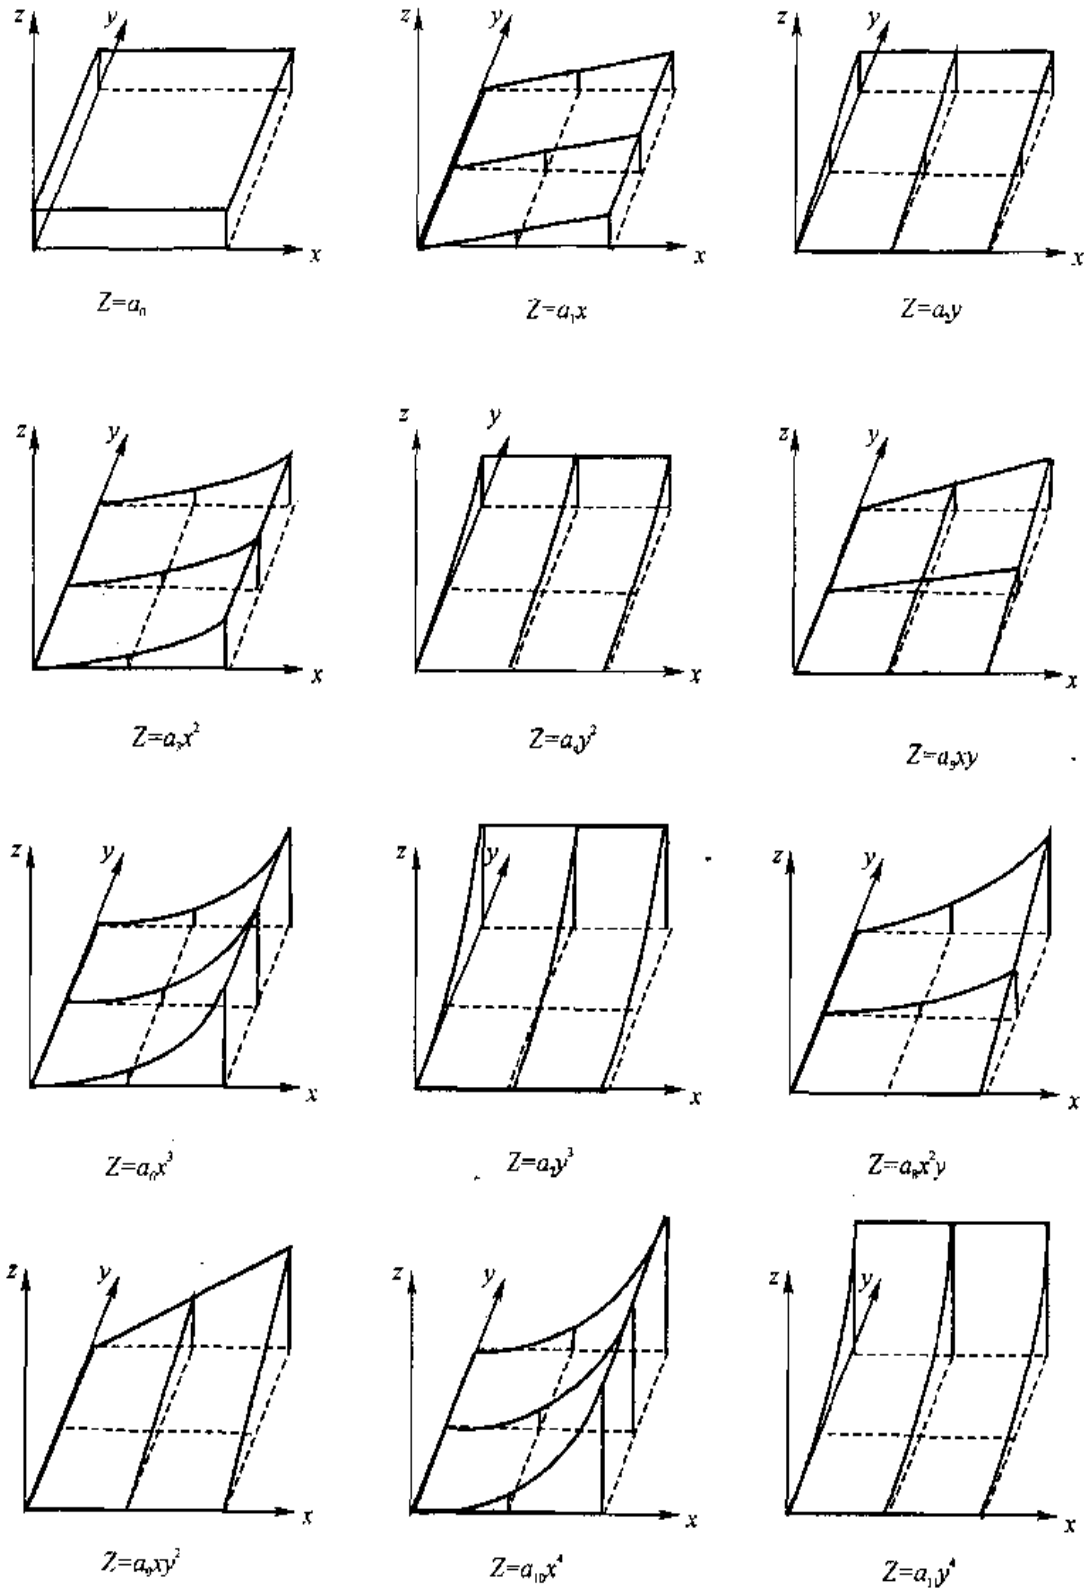 z y z y z y
x x x
Z=a₀ Z=a₁x Z=a₂y
z y z y z y
x x x
Z=a₃x² Z=a₄y² Z=a₅xy
z y z y z y
x x x
Z=a₆x³ Z=a₇y³ Z=a₈x²y
z y z y z y
x x x
Z=a₉xy² Z=a₁₀x⁴ Z=a₁₁y⁴